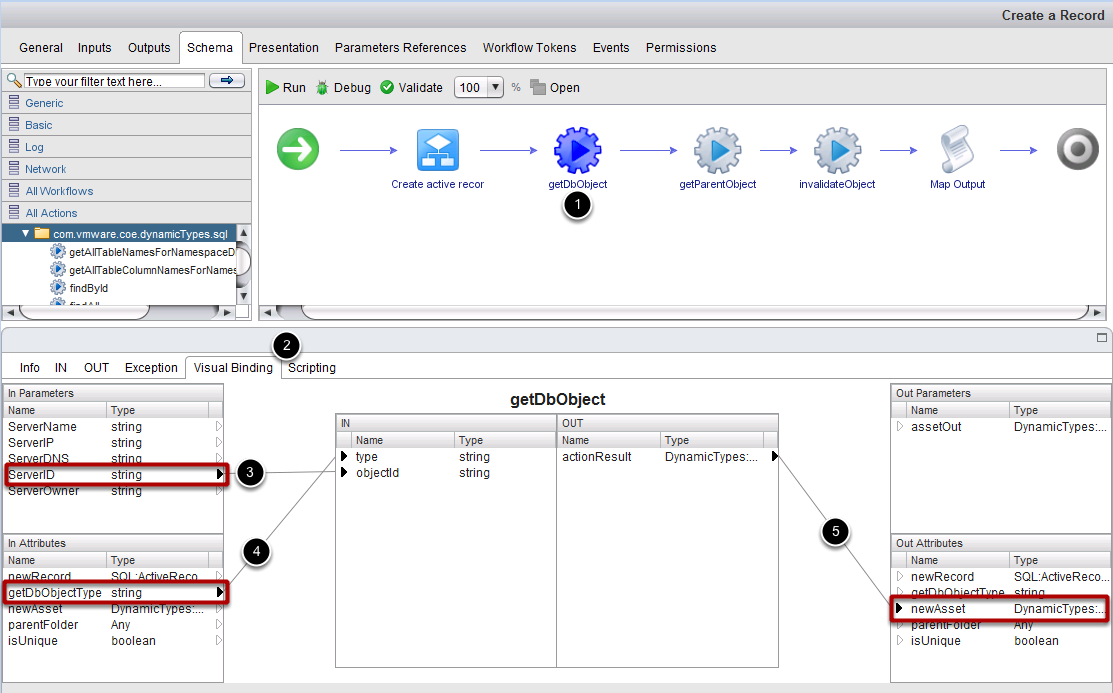 Create a Record
General Inputs Outputs Schema Presentation Parameters References Workflow Tokens Events Permissions
Type your filter text here...
Run Debug Validate 100 % Open
Generic
Basic
Log
Network
All Workflows
All Actions
com.vmware.coe.dynamicTypes.sql
getAllTableNamesForNamespaceD
getAllTableColumnNamesForNames
findById
findAll
Create active recor getDbObject getParentObject invalidateObject Map Output
1
2
Info IN OUT Exception Visual Binding Scripting
In Parameters
Name Type
ServerName string
ServerIP string
ServerDNS string
ServerID string
ServerOwner string
3
In Attributes
Name Type
newRecord SQL:ActiveReco...
getDbObjectType string
newAsset DynamicTypes:...
parentFolder Any
isUnique boolean
4
getDbObject
IN OUT
Name Type Name Type
type string actionResult DynamicTypes:...
objectId string
5
Out Parameters
Name Type
assetOut DynamicTypes:...
Out Attributes
Name Type
newRecord SQL:ActiveReco...
getDbObjectType string
newAsset DynamicTypes:...
parentFolder Any
isUnique boolean